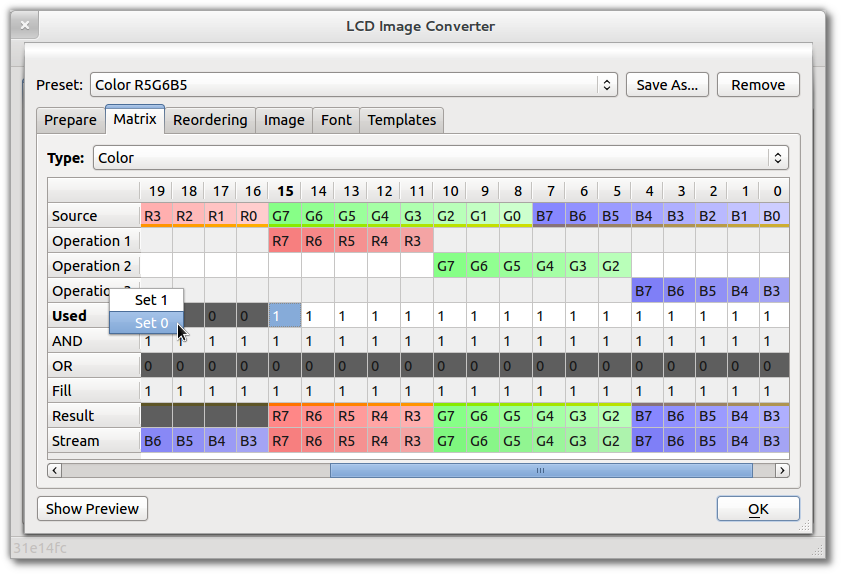 LCD Image Converter
Preset: Color R5G6B5 Save As... Remove
Prepare Matrix Reordering Image Font Templates
Type: Color
19 18 17 16 15 14 13 12 11 10 9 8 7 6 5 4 3 2 1 0
Source R3 R2 R1 R0 G7 G6 G5 G4 G3 G2 G1 G0 B7 B6 B5 B4 B3 B2 B1 B0
Operation 1 R7 R6 R5 R4 R3
Operation 2 G7 G6 G5 G4 G3 G2
Operation 3 B7 B6 B5 B4 B3
Set 1
Used 0 0 1 1 1 1 1 1 1 1 1 1 1 1 1 1 1 1
Set 0
AND 1 1 1 1 1 1 1 1 1 1 1 1 1 1 1 1 1 1 1 1
OR 0 0 0 0 0 0 0 0 0 0 0 0 0 0 0 0 0 0 0 0
Fill 1 1 1 1 1 1 1 1 1 1 1 1 1 1 1 1 1 1 1 1
Result R7 R6 R5 R4 R3 G7 G6 G5 G4 G3 G2 B7 B6 B5 B4 B3
Stream B6 B5 B4 B3 R7 R6 R5 R4 R3 G7 G6 G5 G4 G3 G2 B7 B6 B5 B4 B3
Show Preview OK
31e14fc